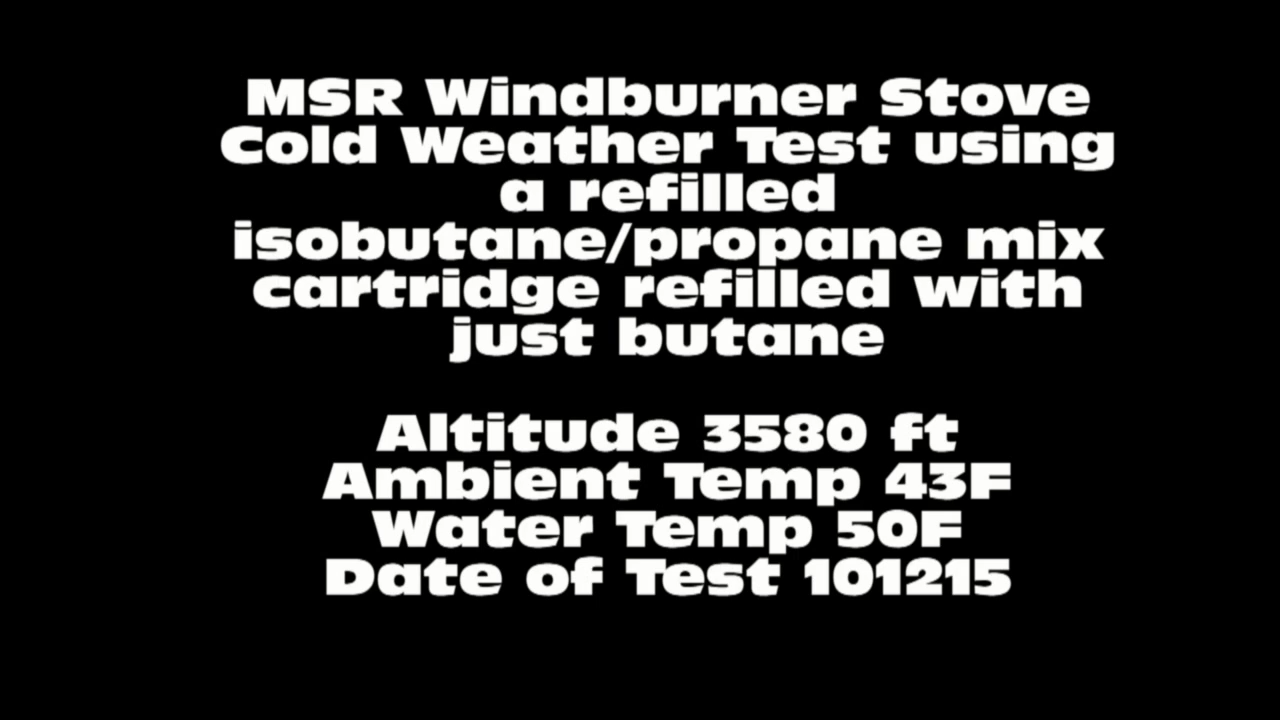 MSR Windburner Stove
Cold Weather Test using
a refilled
isobutane/propane mix
cartridge refilled with
just butane
Altitude 3580 ft
Ambient Temp 43F
Water Temp 50F
Date of Test 101215